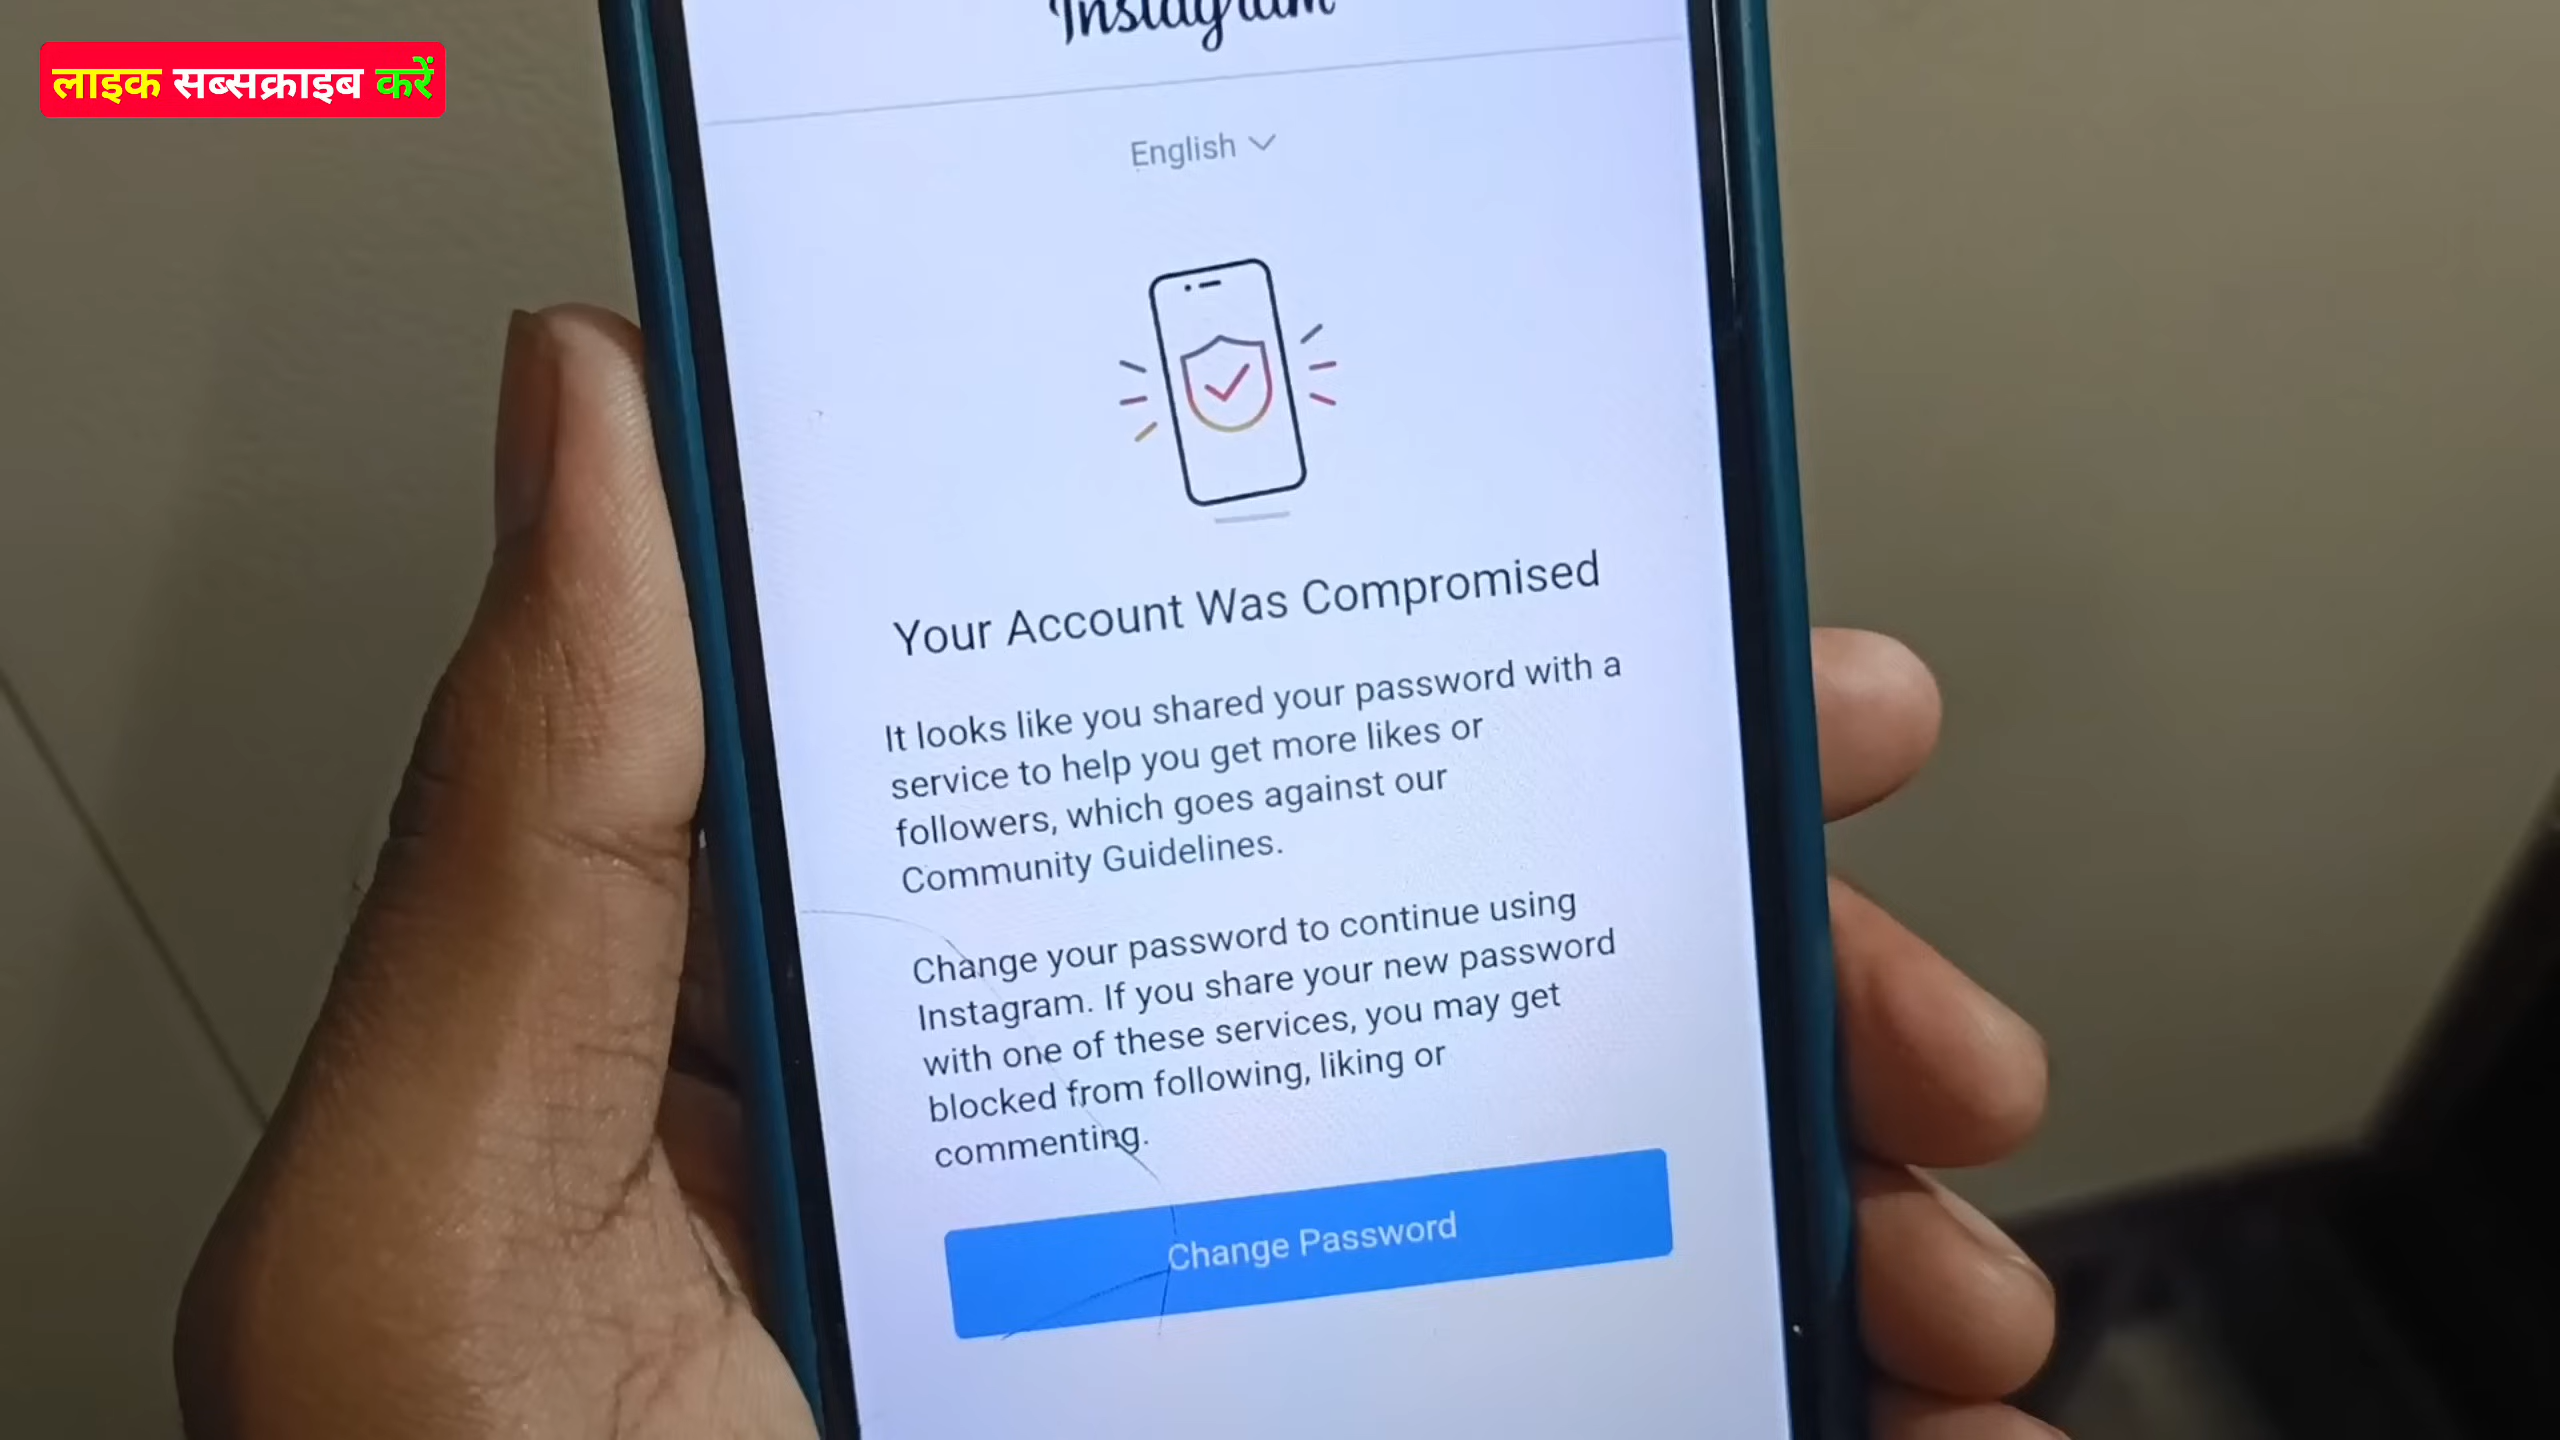 लाइक सब्सक्राइब करें
Instagram
English
Your Account Was Compromised
It looks like you shared your password with a
service to help you get more likes or
followers, which goes against our
Community Guidelines.
Change your password to continue using
Instagram. If you share your new password
with one of these services, you may get
blocked from following, liking or
commenting.
Change Password